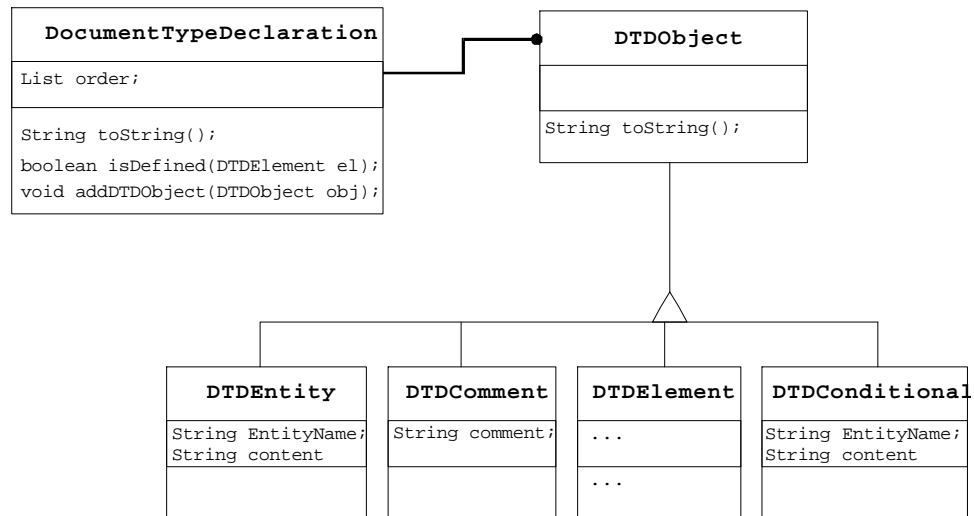 DocumentTypeDeclaration
List order;
String toString();
boolean isDefined(DTDElement el);
void addDTDObject(DTDObject obj);
DTDObject
String toString();
DTDEntity
String EntityName;
String content
DTDComment
String comment;
DTDElement
...
...
DTDConditional
String EntityName;
String content